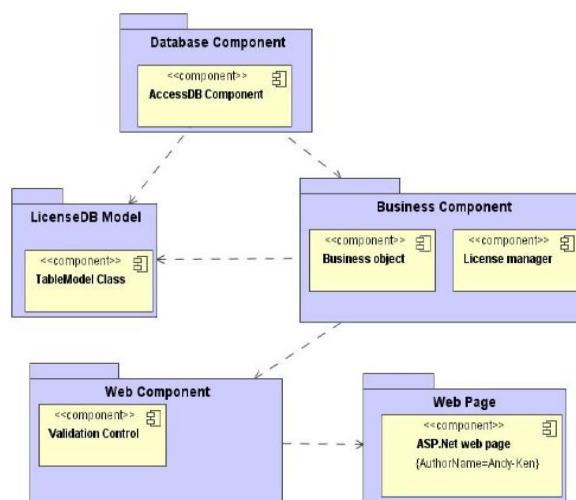 Database Component
<<component>>
AccessDB Component
LicenseDB Model
<<component>>
TableModel Class
Business Component
<<component>>
Business object
<<component>>
License manager
Web Component
<<component>>
Validation Control
Web Page
<<component>>
ASP.Net web page
{AuthorName=Andy-Ken}